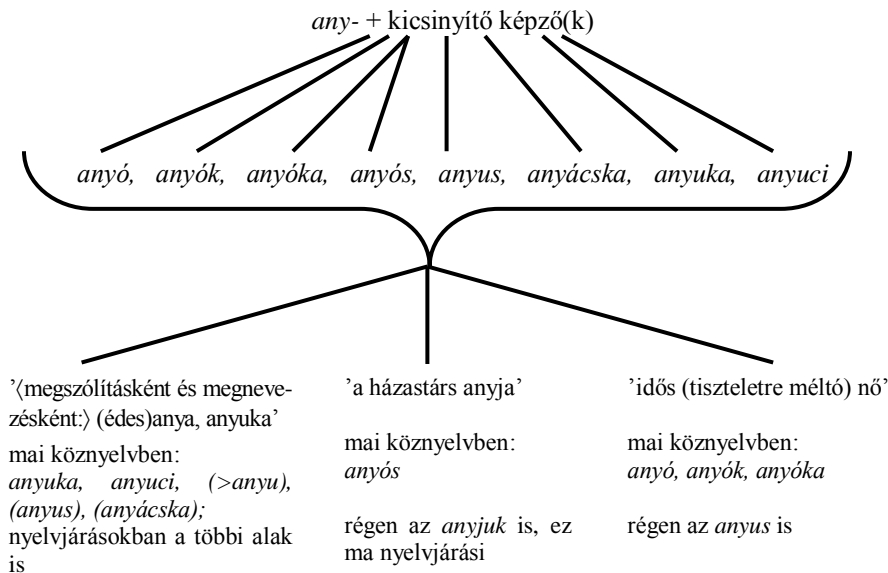 any- + kicsinyítő képző(k)
anyó, anyók, anyóka, anyós, anyus, anyácska, anyuka, anyuci
’⟨megszólításként és megneve-
zésként:⟩ (édes)anya, anyuka’
mai köznyelvben:
anyuka, anyuci, (>anyu),
(anyus), (anyácska);
nyelvjárásokban a többi alak
is
’a házastárs anyja’
mai köznyelvben:
anyós
régen az anyjuk is, ez
ma nyelvjárási
’idős (tiszteletre méltó) nő’
mai köznyelvben:
anyó, anyók, anyóka
régen az anyus is